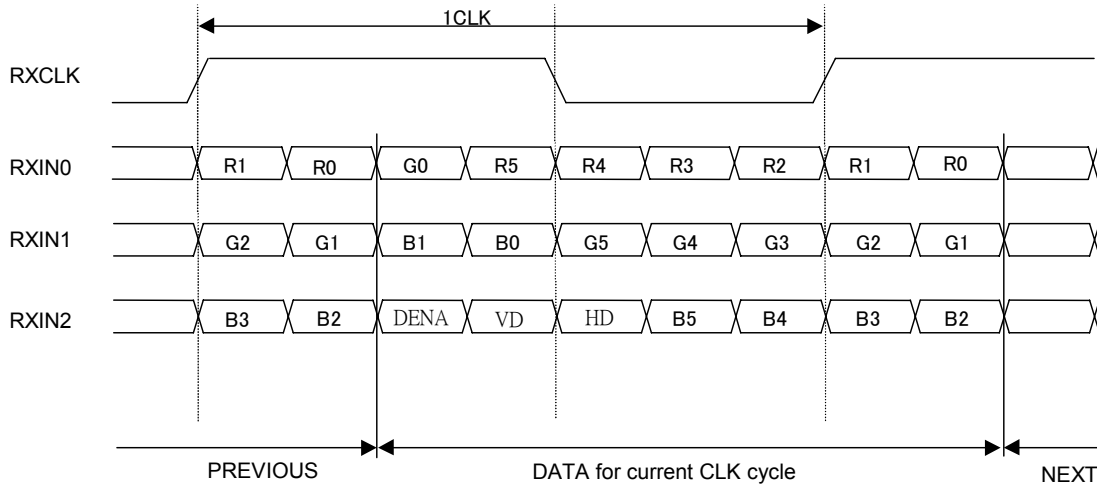 1CLK
RXCLK
RXIN0 R1 R0 G0 R5 R4 R3 R2 R1 R0
RXIN1 G2 G1 B1 B0 G5 G4 G3 G2 G1
RXIN2 B3 B2 DENA VD HD B5 B4 B3 B2
PREVIOUS DATA for current CLK cycle NEXT